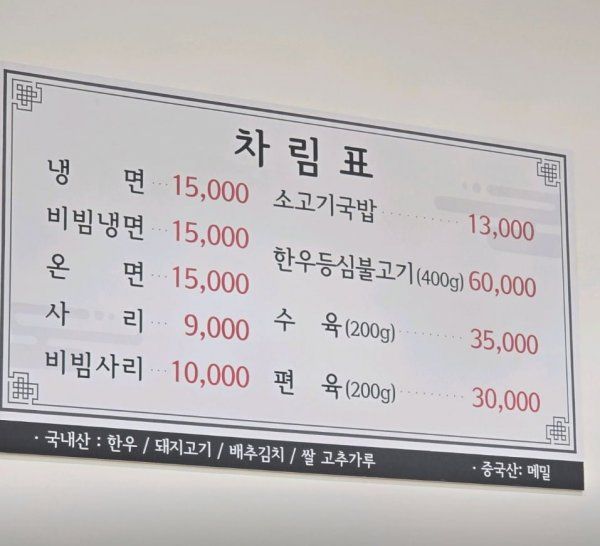 차림표
냉 면 ··· 15,000
비빔냉면 ··· 15,000
온 면 ··· 15,000
사 리 ··· 9,000
비빔사리 ··· 10,000
소고기국밥 ········ 13,000
한우등심불고기(400g) 60,000
수 육(200g) ········ 35,000
편 육(200g) ········ 30,000
· 국내산 : 한우 / 돼지고기 / 배추김치 / 쌀 고추가루
· 중국산: 메밀